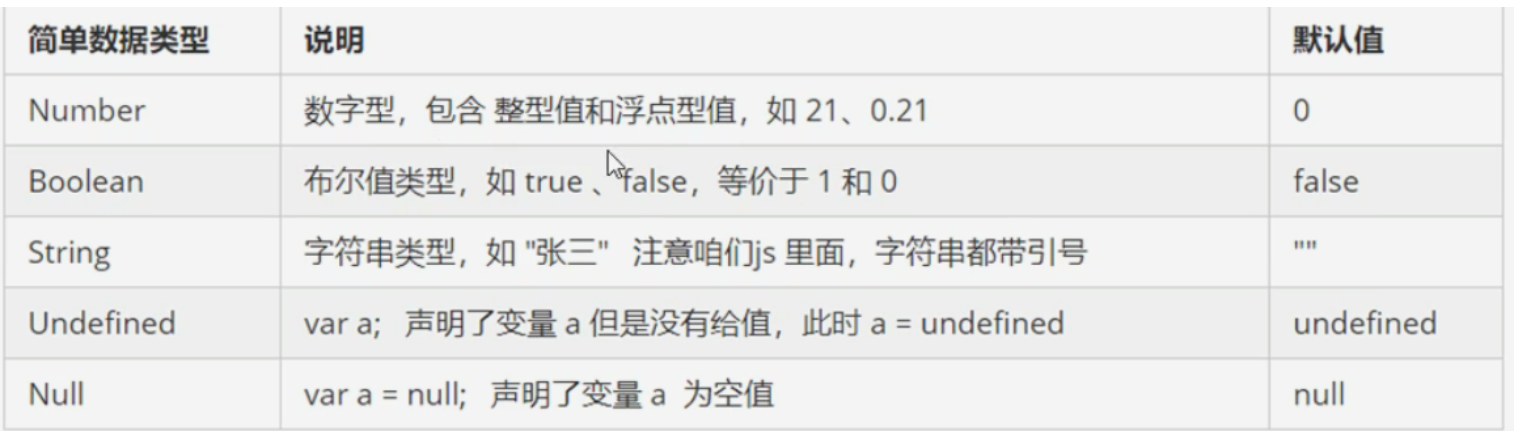 简单数据类型 说明 默认值
Number 数字型，包含 整型值和浮点型值，如 21、0.21 0
Boolean 布尔值类型，如 true 、false，等价于 1 和 0 false
String 字符串类型，如 "张三" 注意咱们js 里面，字符串都带引号 ""
Undefined var a; 声明了变量 a 但是没有给值，此时 a = undefined undefined
Null var a = null; 声明了变量 a 为空值 null